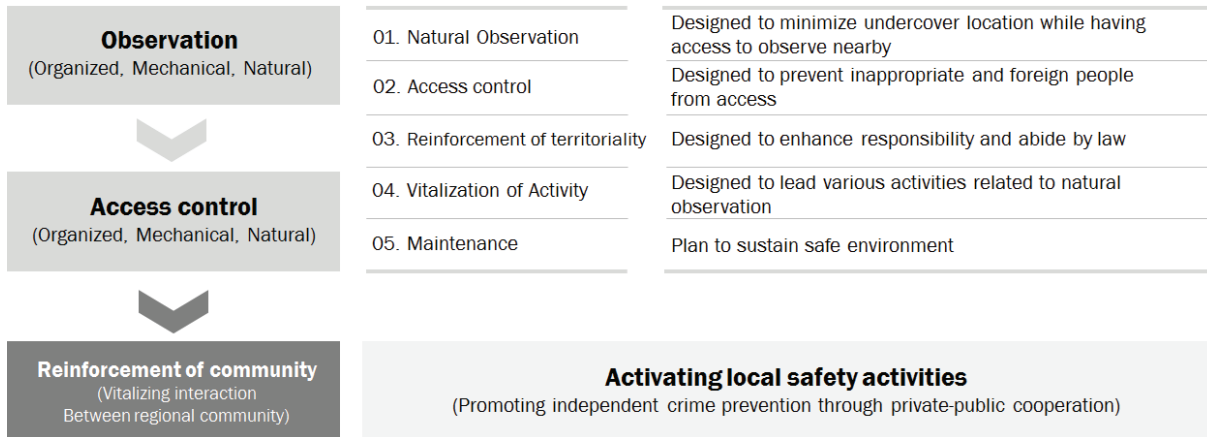 Observation
(Organized, Mechanical, Natural)
Access control
(Organized, Mechanical, Natural)
Reinforcement of community
(Vitalizing interaction
Between regional community)
01. Natural Observation
Designed to minimize undercover location while having
access to observe nearby
02. Access control
Designed to prevent inappropriate and foreign people
from access
03. Reinforcement of territoriality
Designed to enhance responsibility and abide by law
04. Vitalization of Activity
Designed to lead various activities related to natural
observation
05. Maintenance
Plan to sustain safe environment
Activating local safety activities
(Promoting independent crime prevention through private-public cooperation)